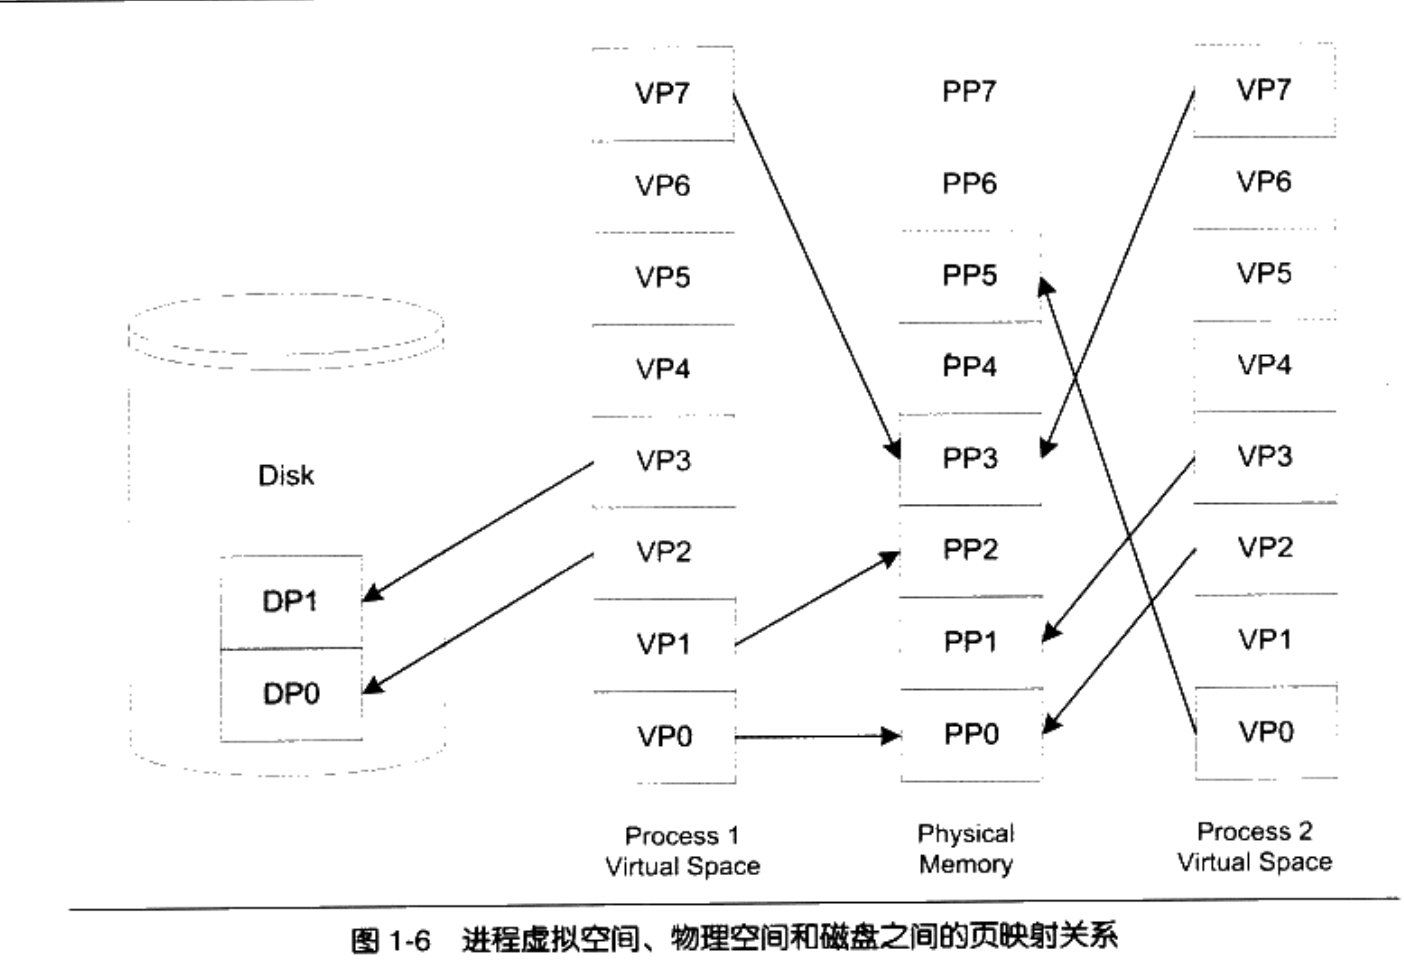 VP7 PP7 VP7
VP6 PP6 VP6
VP5 PP5 VP5
VP4 PP4 VP4
Disk VP3 PP3 VP3
VP2 PP2 VP2
DP1
VP1 PP1 VP1
DP0
VP0 PP0 VP0
Process 1 Physical Process 2
Virtual Space Memory Virtual Space
图 1-6 进程虚拟空间、物理空间和磁盘之间的页映射关系